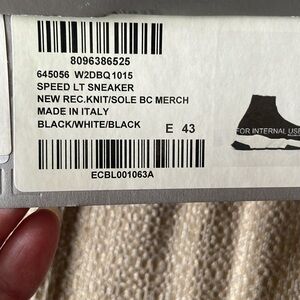 8096386525
645056 W2DBQ1015
SPEED LT SNEAKER
NEW REC.KNIT/SOLE BC MERCH
MADE IN ITALY
BLACK/WHITE/BLACK E 43
FOR INTERNAL USE
ECBL001063A